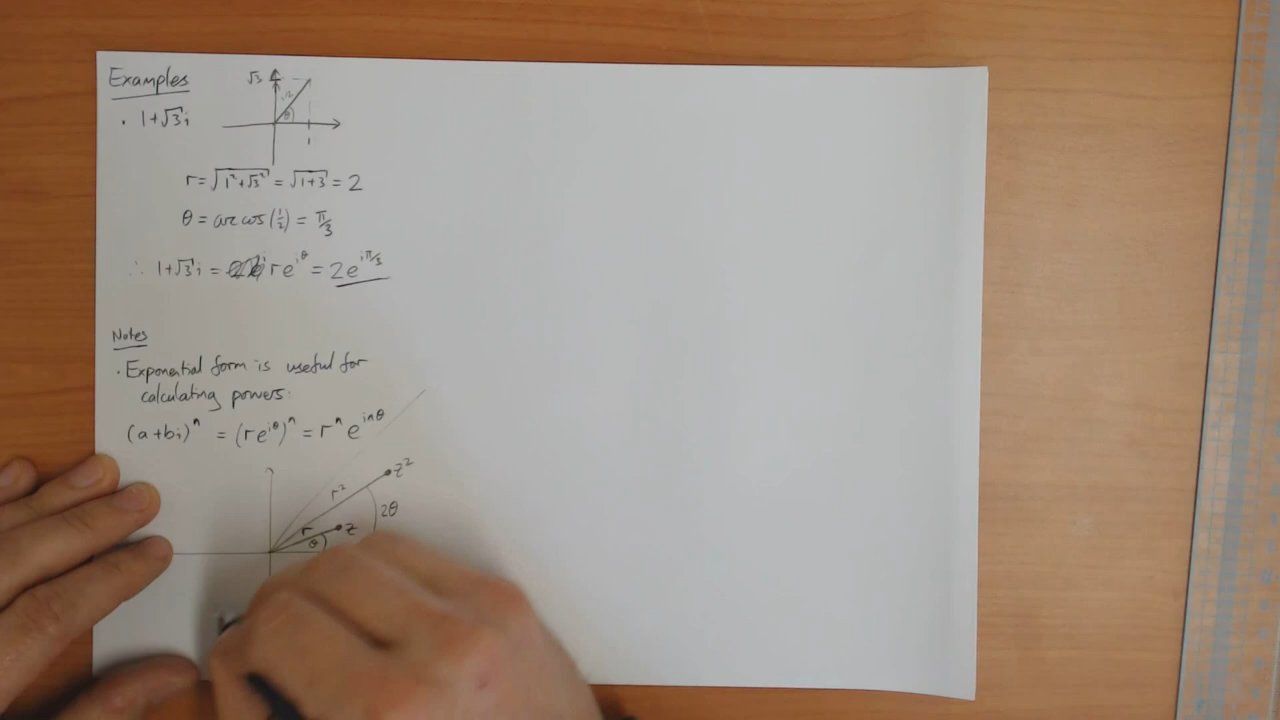 Examples
· 1+√3i
√3
2
θ
1
r = √(1²+√3²) = √(1+3) = 2
θ = arccos(1/2) = π/3
∴ 1+√3i = re^iθ = 2e^iπ/3
Notes
· Exponential form is useful for
calculating powers:
(a+bi)^n = (re^iθ)^n = r^n e^inθ
z²
r²
2θ
r
z
θ